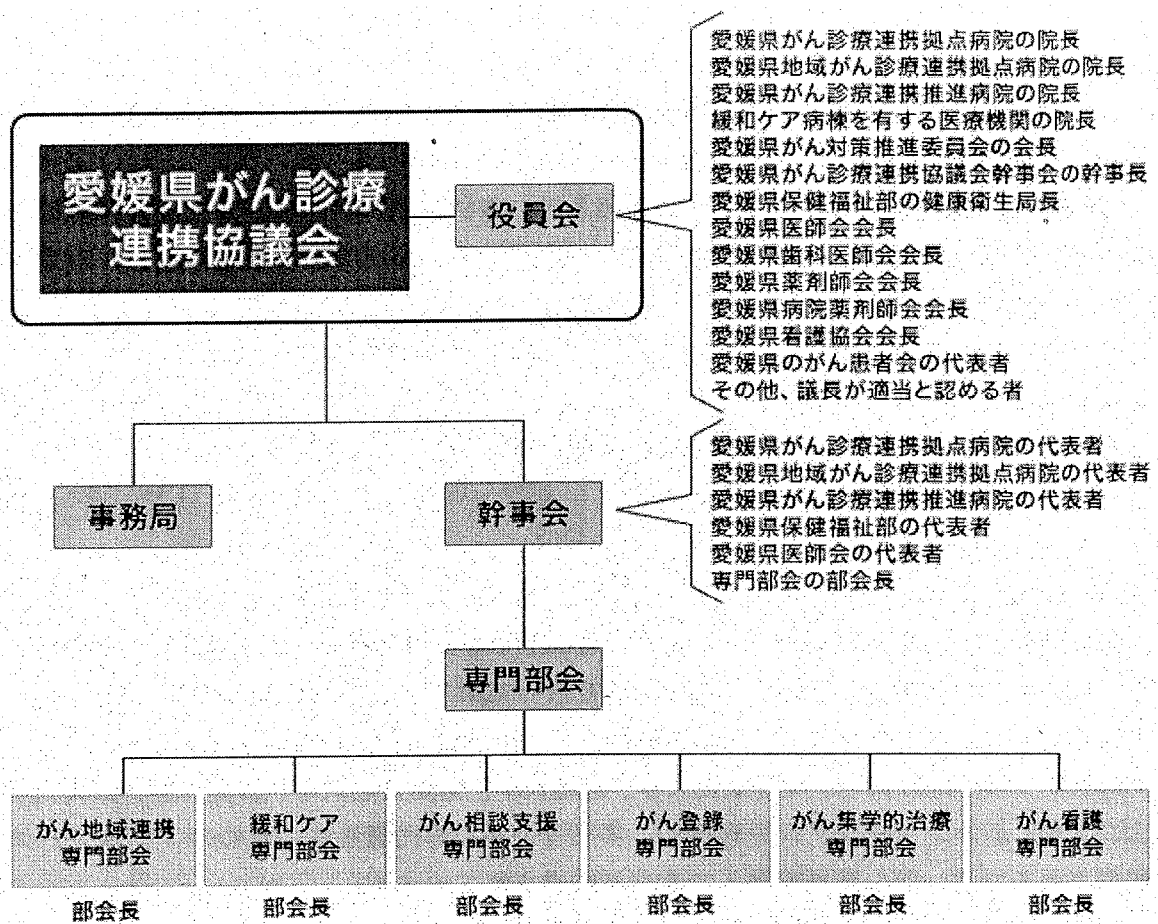 愛媛県がん診療
連携協議会
役員会
愛媛県がん診療連携拠点病院の院長
愛媛県地域がん診療連携拠点病院の院長
愛媛県がん診療連携推進病院の院長
緩和ケア病棟を有する医療機関の院長
愛媛県がん対策推進委員会の会長
愛媛県がん診療連携協議会幹事会の幹事長
愛媛県保健福祉部の健康衛生局長
愛媛県医師会会長
愛媛県歯科医師会会長
愛媛県薬剤師会会長
愛媛県病院薬剤師会会長
愛媛県看護協会会長
愛媛県のがん患者会の代表者
その他、議長が適当と認める者
事務局
幹事会
愛媛県がん診療連携拠点病院の代表者
愛媛県地域がん診療連携拠点病院の代表者
愛媛県がん診療連携推進病院の代表者
愛媛県保健福祉部の代表者
愛媛県医師会の代表者
専門部会の部会長
専門部会
がん地域連携
専門部会
部会長
緩和ケア
専門部会
部会長
がん相談支援
専門部会
部会長
がん登録
専門部会
部会長
がん集学的治療
専門部会
部会長
がん看護
専門部会
部会長